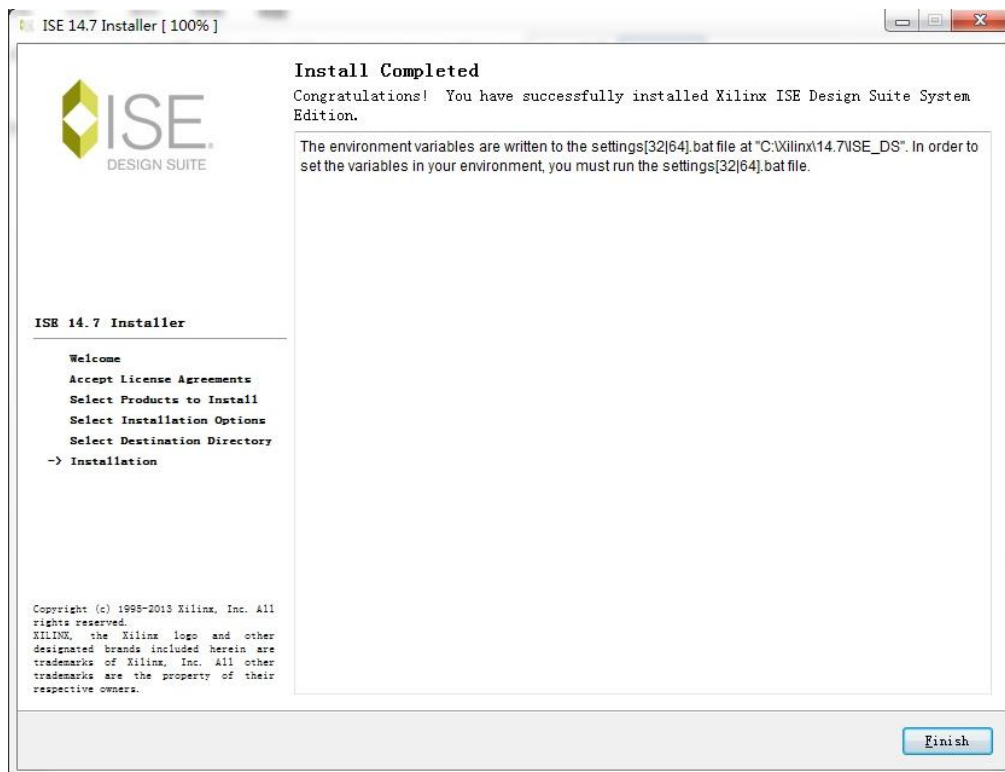 ISE 14.7 Installer [ 100% ]
ISE.
DESIGN SUITE
Install Completed
Congratulations! You have successfully installed Xilinx ISE Design Suite System
Edition.
The environment variables are written to the settings[32|64].bat file at "C:\Xilinx\14.7\ISE_DS". In order to
set the variables in your environment, you must run the settings[32|64].bat file.
ISE 14.7 Installer
Welcome
Accept License Agreements
Select Products to Install
Select Installation Options
Select Destination Directory
-> Installation
Copyright (c) 1995-2013 Xilinx, Inc. All
rights reserved.
XILINX, the Xilinx logo and other
designated brands included herein are
trademarks of Xilinx, Inc. All other
trademarks are the property of their
respective owners.
Finish